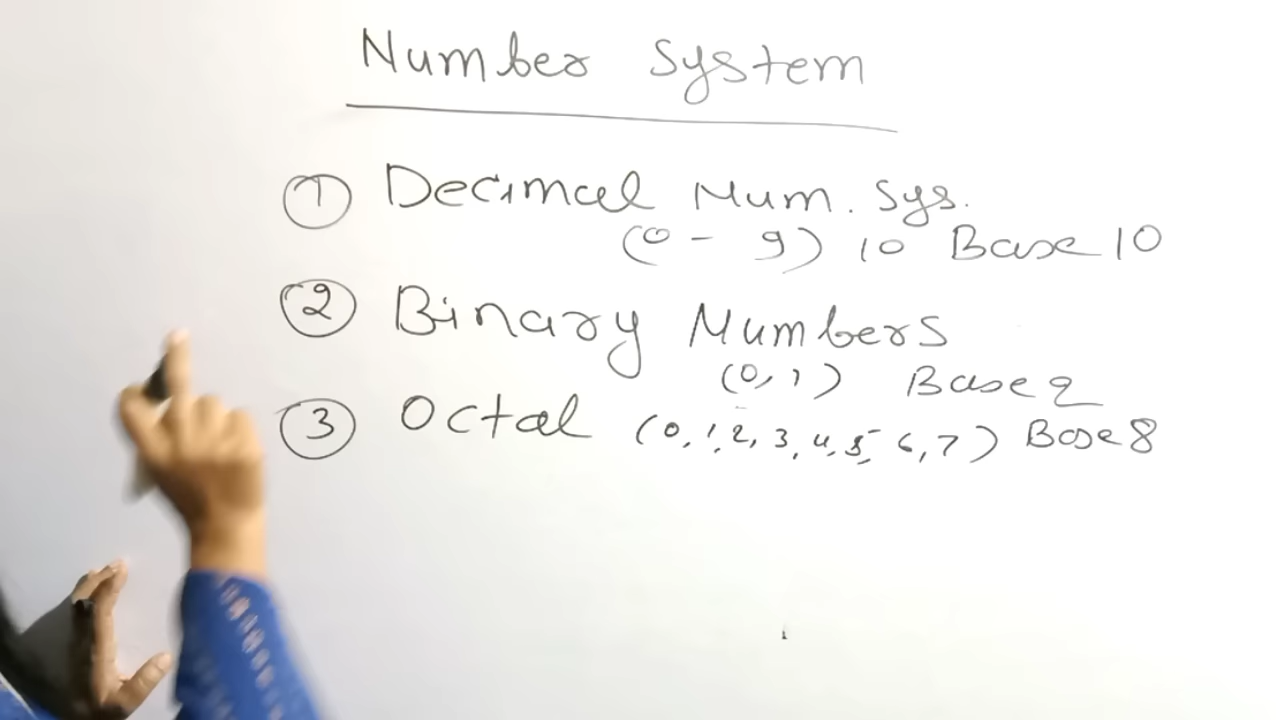 Number System
① Decimal Num. Sys.
(0 - 9) 10 Base 10
② Binary Numbers
(0, 1) Base 2
③ Octal (0, 1, 2, 3, 4, 5, 6, 7) Base 8